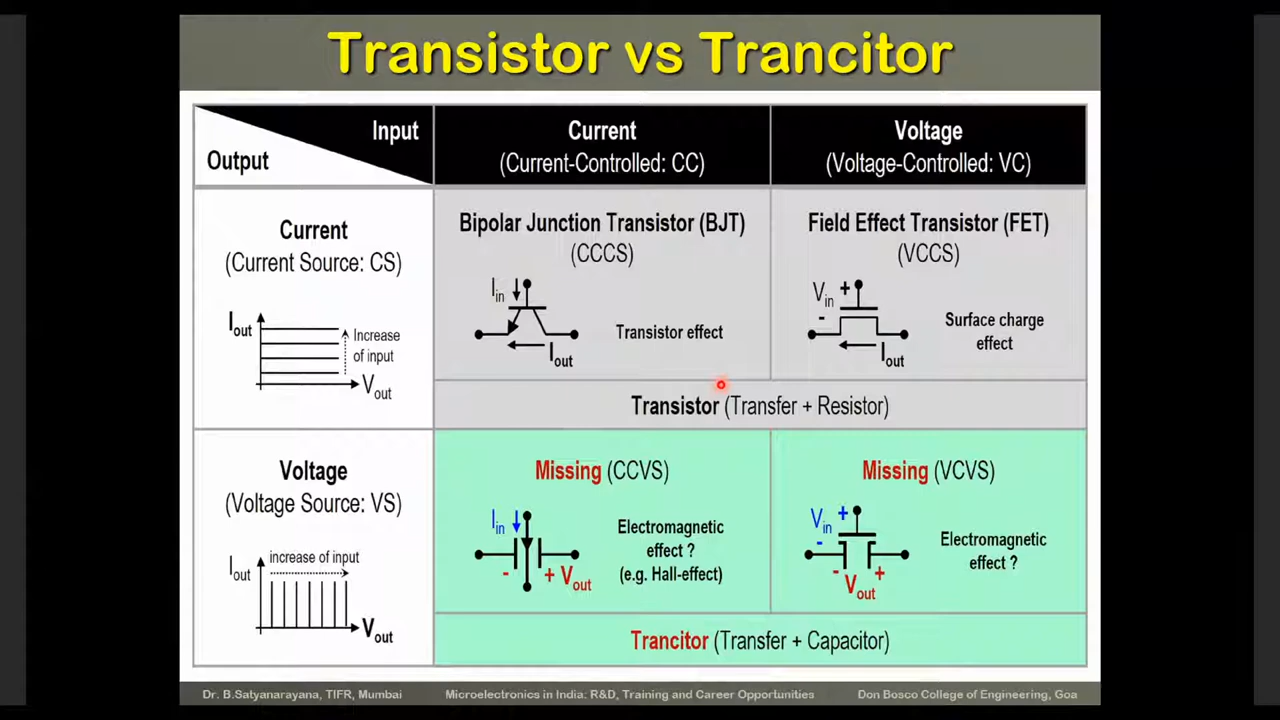 Transistor vs Trancitor
Input
Output
Current
(Current-Controlled: CC)
Voltage
(Voltage-Controlled: VC)
Current
(Current Source: CS)
Iout
Increase
of input
Vout
Bipolar Junction Transistor (BJT)
(CCCS)
Iin
Transistor effect
Iout
Field Effect Transistor (FET)
(VCCS)
Vin +
-
Surface charge
effect
Iout
Transistor (Transfer + Resistor)
Voltage
(Voltage Source: VS)
Iout
increase of input
Vout
Missing (CCVS)
Iin
Electromagnetic
effect ?
(e.g. Hall-effect)
- + Vout
Missing (VCVS)
Vin +
-
Electromagnetic
effect ?
- +
Vout
Trancitor (Transfer + Capacitor)
Dr. B.Satyanarayana, TIFR, Mumbai
Microelectronics in India: R&D, Training and Career Opportunities
Don Bosco College of Engineering, Goa